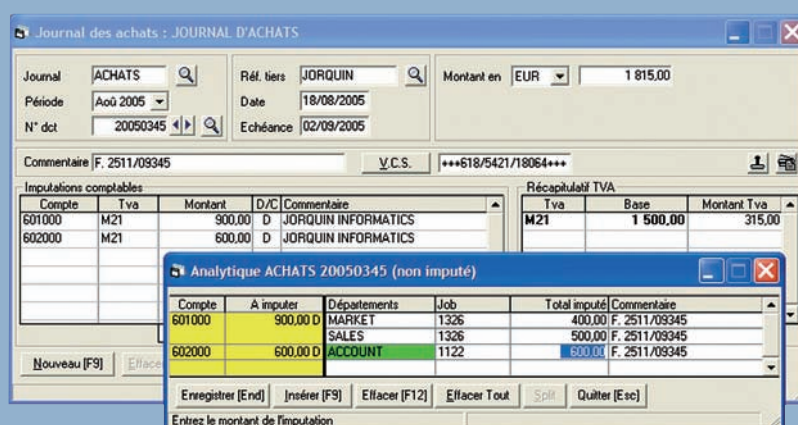 Journal des achats : JOURNAL D'ACHATS
Journal ACHATS Réf. tiers JORQUIN Montant en EUR 1 815,00
Période Aoû 2005 Date 18/08/2005
N° dct 20050345 Echéance 02/09/2005
Commentaire F. 2511/09345 V.C.S. +++618/5421/18064+++
Imputations comptables Récapitulatif TVA
Compte Tva Montant D/C Commentaire Tva Base Montant Tva
601000 M21 900,00 D JORQUIN INFORMATICS M21 1 500,00 315,00
602000 M21 600,00 D JORQUIN INFORMATICS
Analytique ACHATS 20050345 (non imputé)
Compte A imputer Départements Job Total imputé Commentaire
601000 900,00 D MARKET 1326 400,00 F. 2511/09345
SALES 1326 500,00 F. 2511/09345
602000 600,00 D ACCOUNT 1122 600,00 F. 2511/09345
Nouveau [F9] Efface
Enregistrer [End] Insérer [F9] Effacer [F12] Effacer Tout Split Quitter [Esc]
Entrez le montant de l'imputation